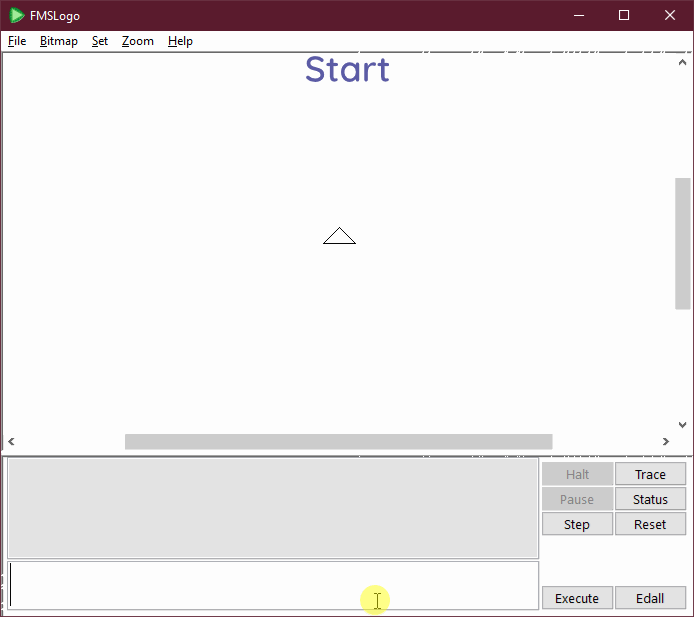 FMSLogo
File Bitmap Set Zoom Help
Start
Halt Trace
Pause Status
Step Reset
Execute Edall